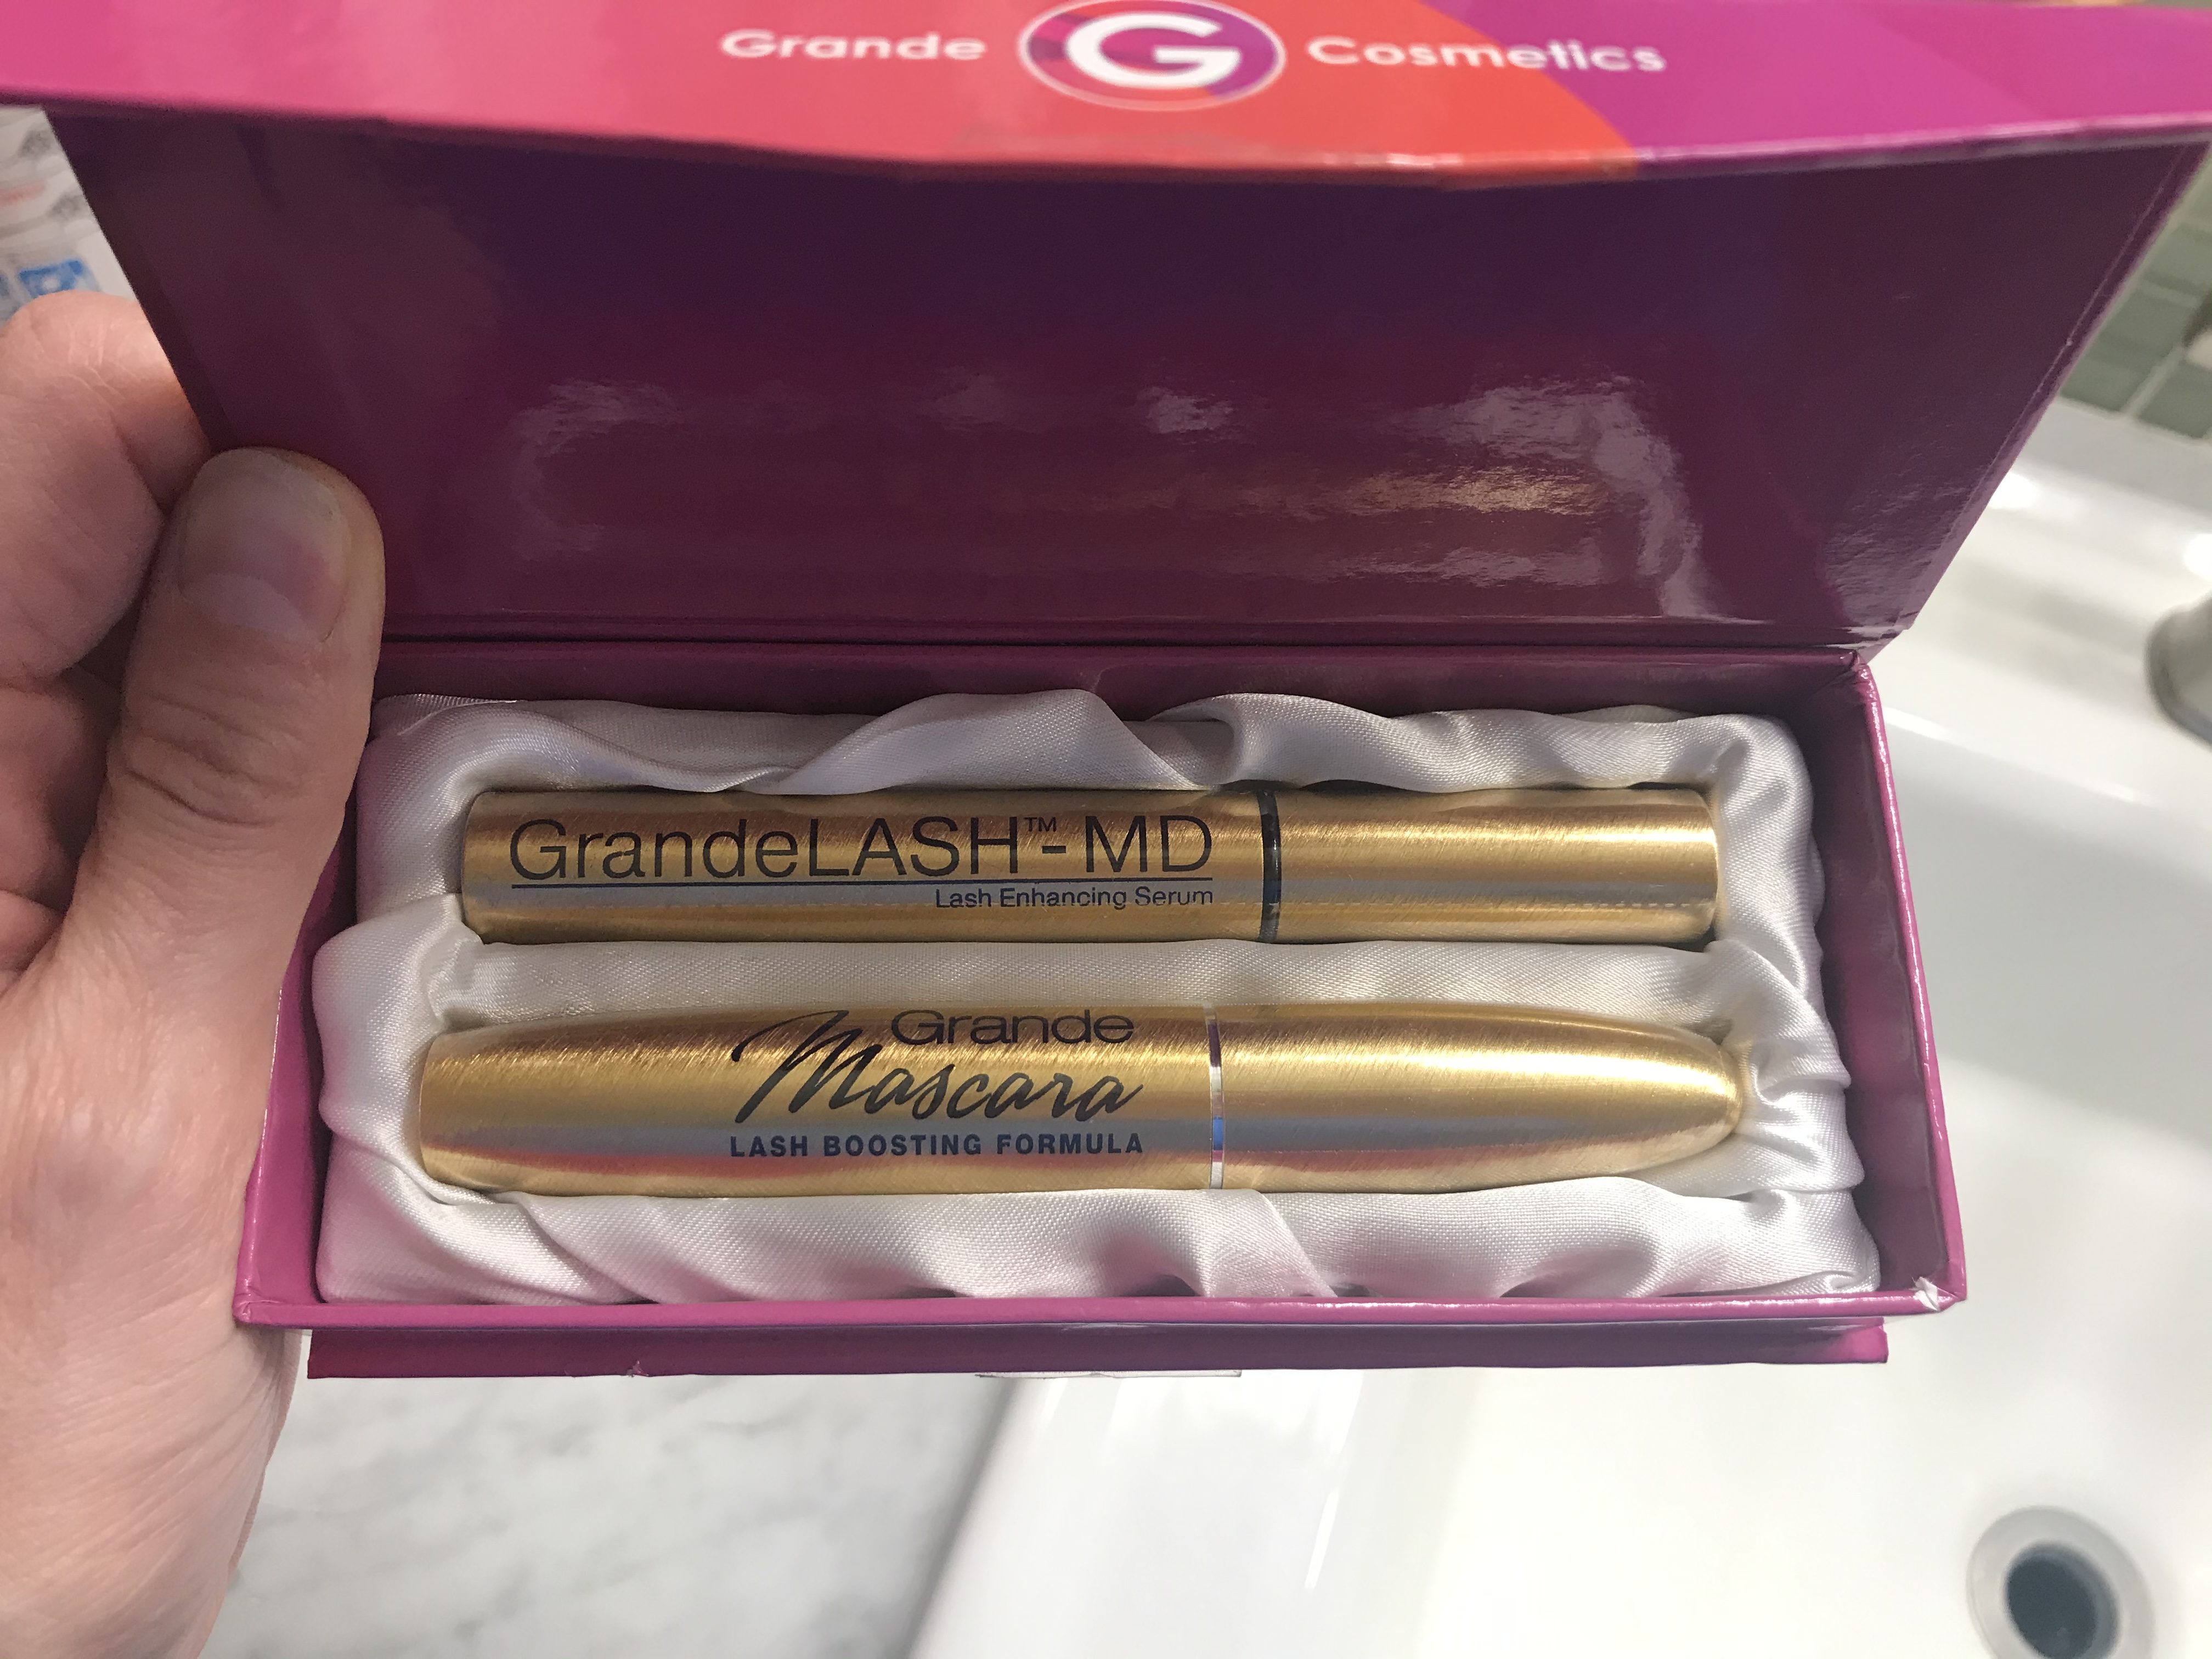 Grande G Cosmetics
GrandeLASH™-MD
Lash Enhancing Serum
Grande
Mascara
LASH BOOSTING FORMULA